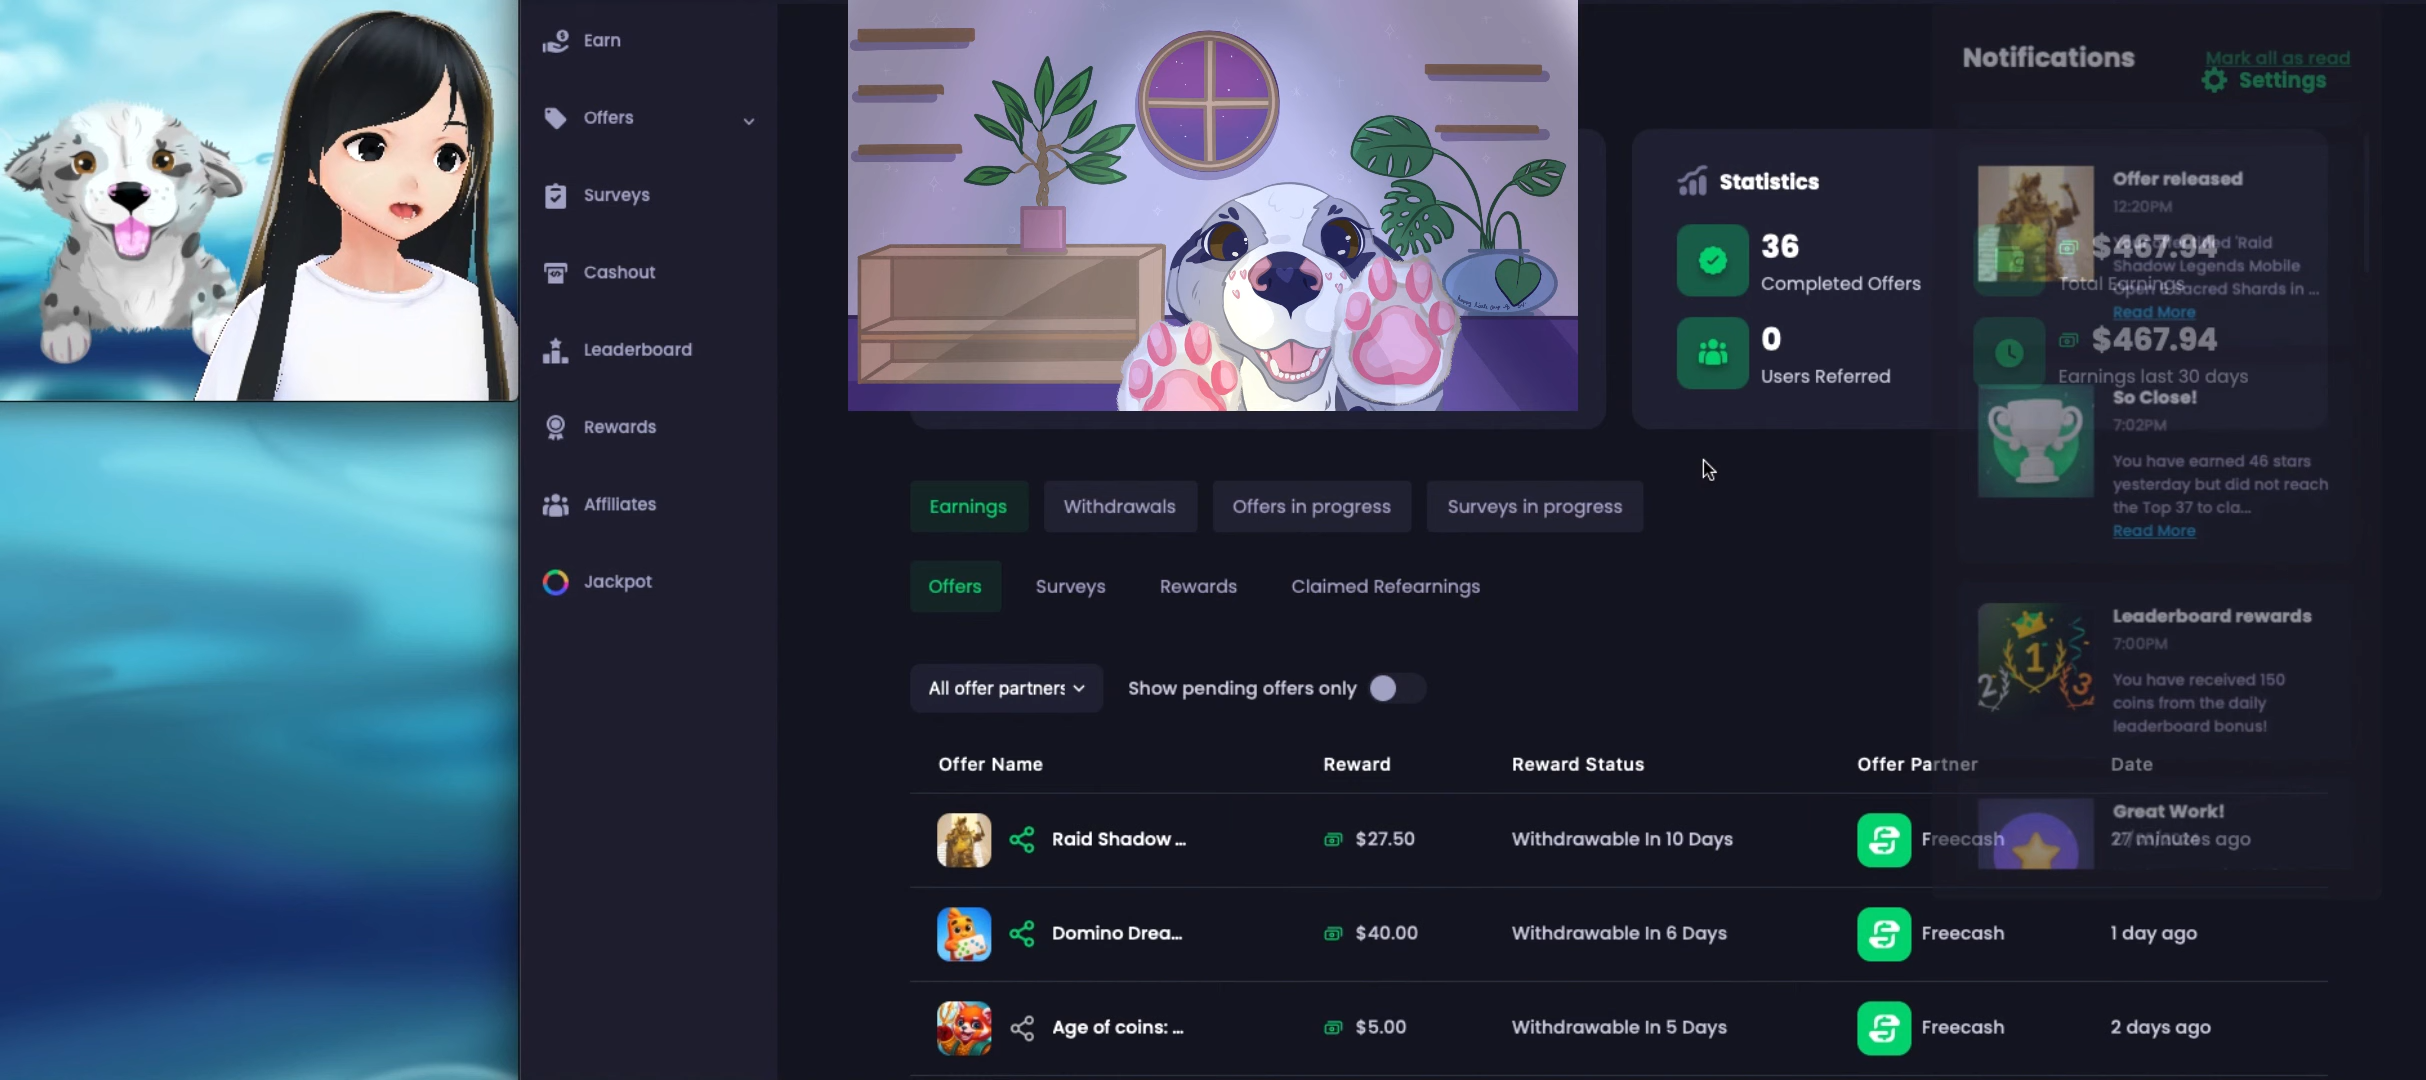 Earn
Offers
Surveys
Cashout
Leaderboard
Rewards
Affiliates
Jackpot
Statistics
36
Completed Offers
0
Users Referred
$467.94
Total Earnings
$467.94
Earnings last 30 days
Notifications
Mark all as read
Settings
Offer released
12:20PM
'Raid
Shadow Legends Mobile
Sacred Shards in ...
Read More
So Close!
7:02PM
You have earned 46 stars
yesterday but did not reach
the Top 37 to cla...
Read More
Leaderboard rewards
7:00PM
You have received 150
coins from the daily
leaderboard bonus!
Great Work!
Earnings
Withdrawals
Offers in progress
Surveys in progress
Offers
Surveys
Rewards
Claimed Refearnings
All offer partners
Show pending offers only
Offer Name Reward Reward Status Offer Partner Date
Raid Shadow ... $27.50 Withdrawable In 10 Days Freecash 27 minutes ago
Domino Drea... $40.00 Withdrawable In 6 Days Freecash 1 day ago
Age of coins: ... $5.00 Withdrawable In 5 Days Freecash 2 days ago